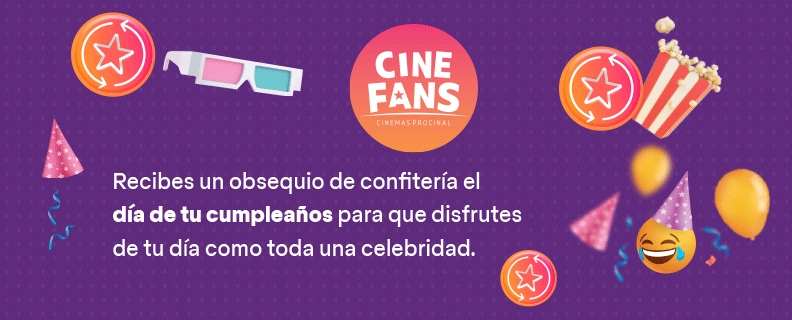 CINE
FANS
CINEMAS PROCINAL
Recibes un obsequio de confitería el
día de tu cumpleaños para que disfrutes
de tu día como toda una celebridad.